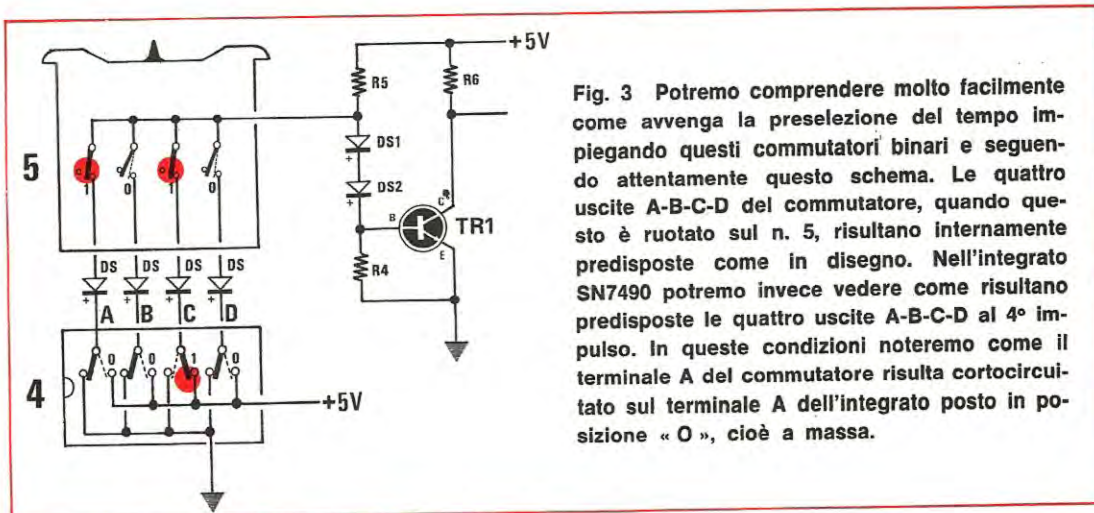 +5V
R5
R6
5
1
0
1
0
DS1
DS2
B
C
E
TR1
R4
DS
DS
DS
DS
A
B
C
D
0
0
1
0
4
+5V
Fig. 3 Potremo comprendere molto facilmente
come avvenga la preselezione del tempo im-
piegando questi commutatori binari e seguen-
do attentamente questo schema. Le quattro
uscite A-B-C-D del commutatore, quando que-
sto è ruotato sul n. 5, risultano internamente
predisposte come in disegno. Nell'integrato
SN7490 potremo invece vedere come risultano
predisposte le quattro uscite A-B-C-D al 4° im-
pulso. In queste condizioni noteremo come il
terminale A del commutatore risulta cortocircui-
tato sul terminale A dell'integrato posto in po-
sizione « O », cioè a massa.